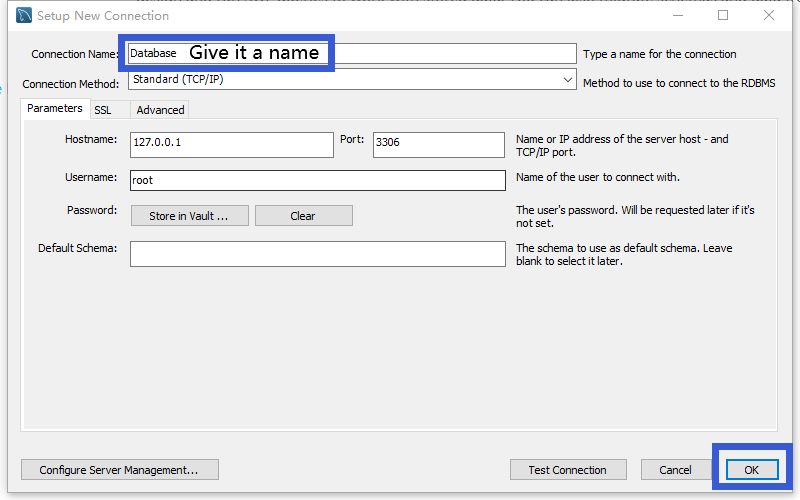 Setup New Connection
Connection Name: Database Give it a name Type a name for the connection
Connection Method: Standard (TCP/IP) Method to use to connect to the RDBMS
Parameters SSL Advanced
Hostname: 127.0.0.1 Port: 3306 Name or IP address of the server host - and
TCP/IP port.
Username: root Name of the user to connect with.
Password: Store in Vault ... Clear The user's password. Will be requested later if it's
not set.
Default Schema: The schema to use as default schema. Leave
blank to select it later.
Configure Server Management... Test Connection Cancel OK